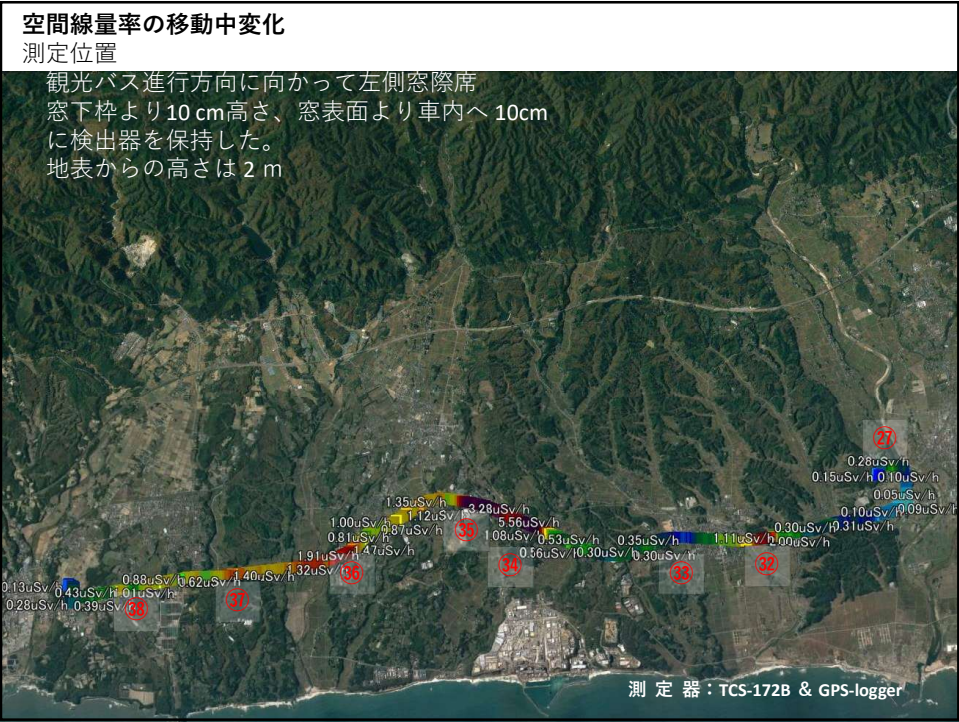 空間線量率の移動中変化
測定位置
観光バス進行方向に向かって左側窓際席
窓下枠より10 cm高さ、窓表面より車内へ 10cm
に検出器を保持した。
地表からの高さは 2 m
㉗
0.28uSv/h
0.15uSv/h 0.10uSv/h
0.05uSv/h
0.10uSv/h 0.09uSv/h
0.30uSv/h 0.31uSv/h
1.35uSv/h
3.28uSv/h
1.00uSv/h 1.12uSv/h
5.56uSv/h
0.81uSv/h 0.87uSv/h
㉟
1.08uSv/h 0.53uSv/h
0.35uSv/h
1.11uSv/h
1.91uSv/h 1.47uSv/h
0.56uSv/h 0.30uSv/h
0.30uSv/h
㉞
㉝
㉜
1.40uSv/h 1.32uSv/h
㊱
0.13uSv/h
0.43uSv/h
0.88uSv/h
0.62uSv/h
0.28uSv/h 0.39uSv/h
㊳
㊲
測 定 器：TCS-172B & GPS-logger